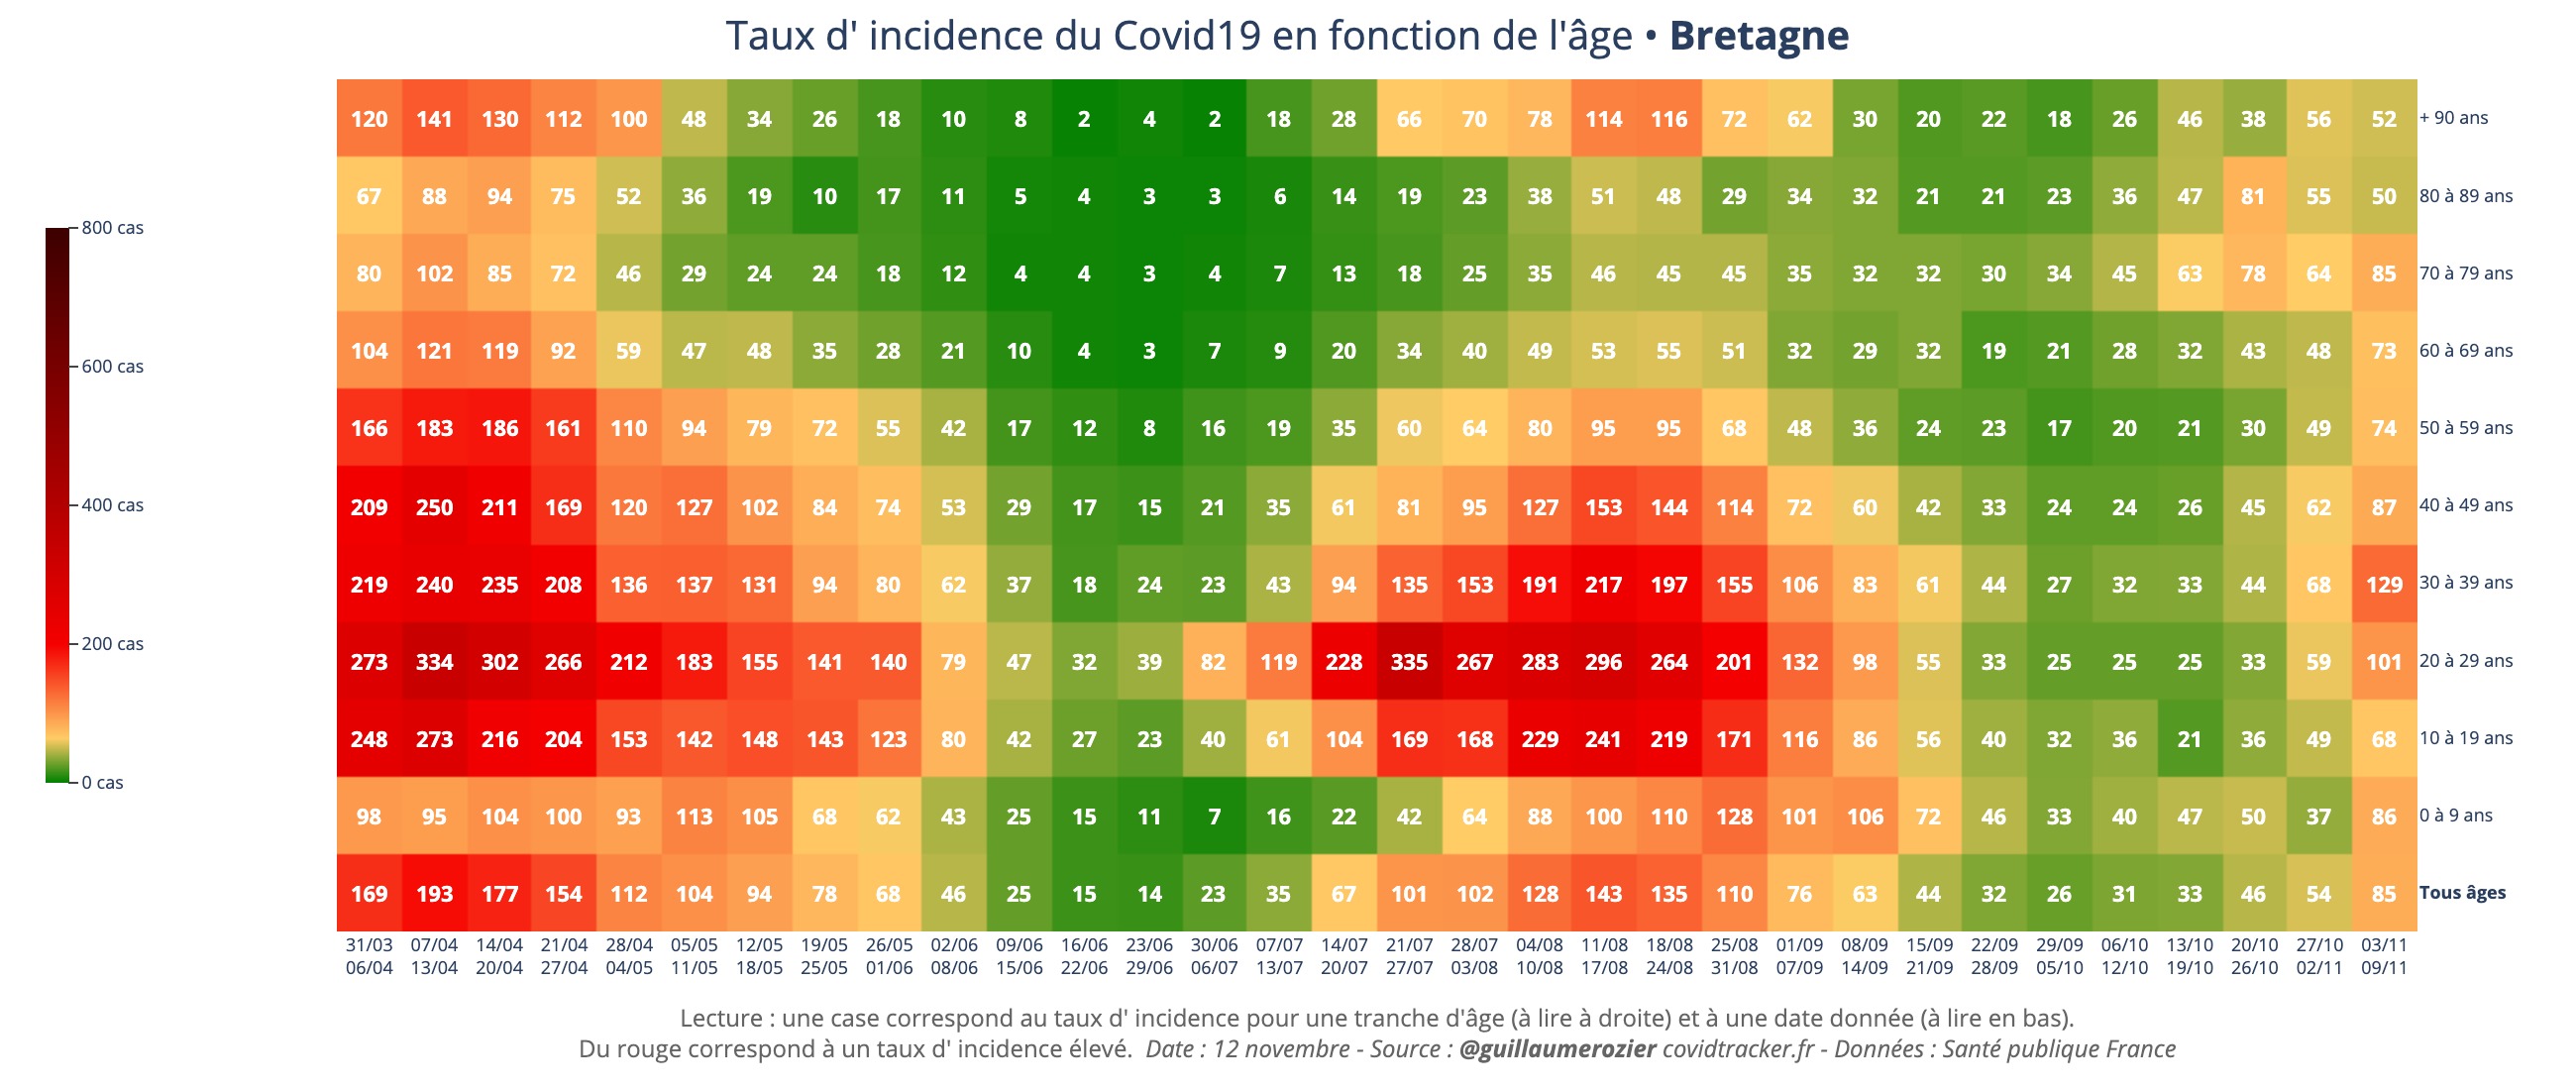 Taux d' incidence du Covid19 en fonction de l'âge • Bretagne
800 cas
600 cas
400 cas
200 cas
0 cas
120 141 130 112 100 48 34 26 18 10 8 2 4 2 18 28 66 70 78 114 116 72 62 30 20 22 18 26 46 38 56 52 + 90 ans
67 88 94 75 52 36 19 10 17 11 5 4 3 3 6 14 19 23 38 51 48 29 34 32 21 21 23 36 47 81 55 50 80 à 89 ans
80 102 85 72 46 29 24 24 18 12 4 4 3 4 7 13 18 25 35 46 45 45 35 32 32 30 34 45 63 78 64 85 70 à 79 ans
104 121 119 92 59 47 48 35 28 21 10 4 3 7 9 20 34 40 49 53 55 51 32 29 32 19 21 28 32 43 48 73 60 à 69 ans
166 183 186 161 110 94 79 72 55 42 17 12 8 16 19 35 60 64 80 95 95 68 48 36 24 23 17 20 21 30 49 74 50 à 59 ans
209 250 211 169 120 127 102 84 74 53 29 17 15 21 35 61 81 95 127 153 144 114 72 60 42 33 24 24 26 45 62 87 40 à 49 ans
219 240 235 208 136 137 131 94 80 62 37 18 24 23 43 94 135 153 191 217 197 155 106 83 61 44 27 32 33 44 68 129 30 à 39 ans
273 334 302 266 212 183 155 141 140 79 47 32 39 82 119 228 335 267 283 296 264 201 132 98 55 33 25 25 25 33 59 101 20 à 29 ans
248 273 216 204 153 142 148 143 123 80 42 27 23 40 61 104 169 168 229 241 219 171 116 86 56 40 32 36 21 36 49 68 10 à 19 ans
98 95 104 100 93 113 105 68 62 43 25 15 11 7 16 22 42 64 88 100 110 128 101 106 72 46 33 40 47 50 37 86 0 à 9 ans
169 193 177 154 112 104 94 78 68 46 25 15 14 23 35 67 101 102 128 143 135 110 76 63 44 32 26 31 33 46 54 85 Tous âges
31/03 07/04 14/04 21/04 28/04 05/05 12/05 19/05 26/05 02/06 09/06 16/06 23/06 30/06 07/07 14/07 21/07 28/07 04/08 11/08 18/08 25/08 01/09 08/09 15/09 22/09 29/09 06/10 13/10 20/10 27/10 03/11
06/04 13/04 20/04 27/04 04/05 11/05 18/05 25/05 01/06 08/06 15/06 22/06 29/06 06/07 13/07 20/07 27/07 03/08 10/08 17/08 24/08 31/08 07/09 14/09 21/09 28/09 05/10 12/10 19/10 26/10 02/11 09/11
Lecture : une case correspond au taux d' incidence pour une tranche d'âge (à lire à droite) et à une date donnée (à lire en bas).
Du rouge correspond à un taux d' incidence élevé. Date : 12 novembre - Source : @guillaumerozier covidtracker.fr - Données : Santé publique France